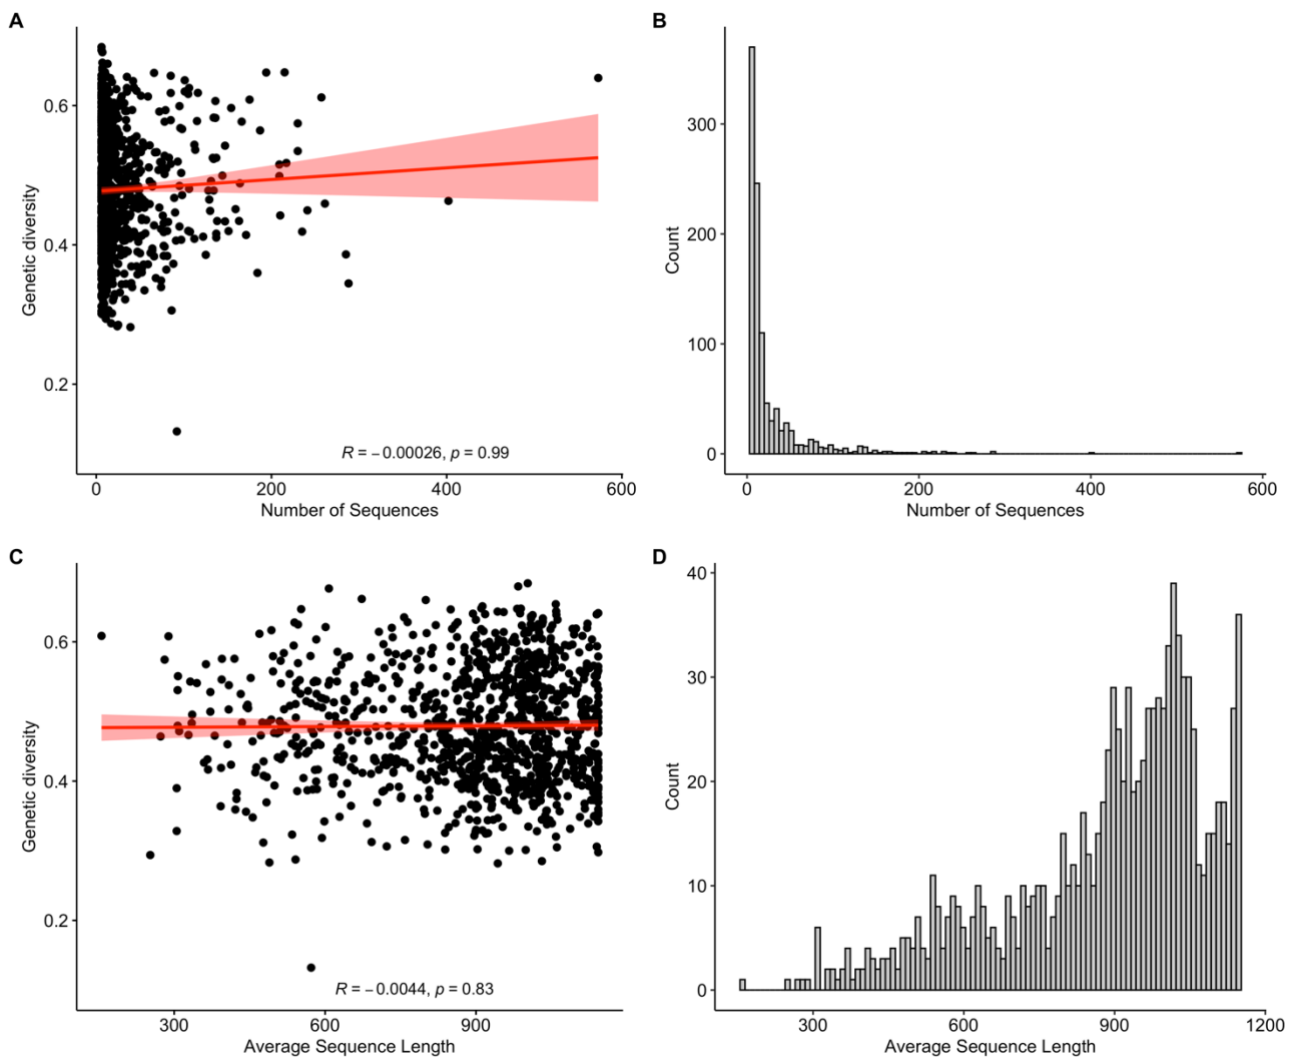 A
Genetic diversity
0.6
0.4
0.2
R = −0.00026, p = 0.99
0 200 400 600
Number of Sequences
B
Count
300
200
100
0
0 200 400 600
Number of Sequences
C
Genetic diversity
0.6
0.4
0.2
R = −0.0044, p = 0.83
300 600 900
Average Sequence Length
D
Count
40
30
20
10
0
300 600 900 1200
Average Sequence Length